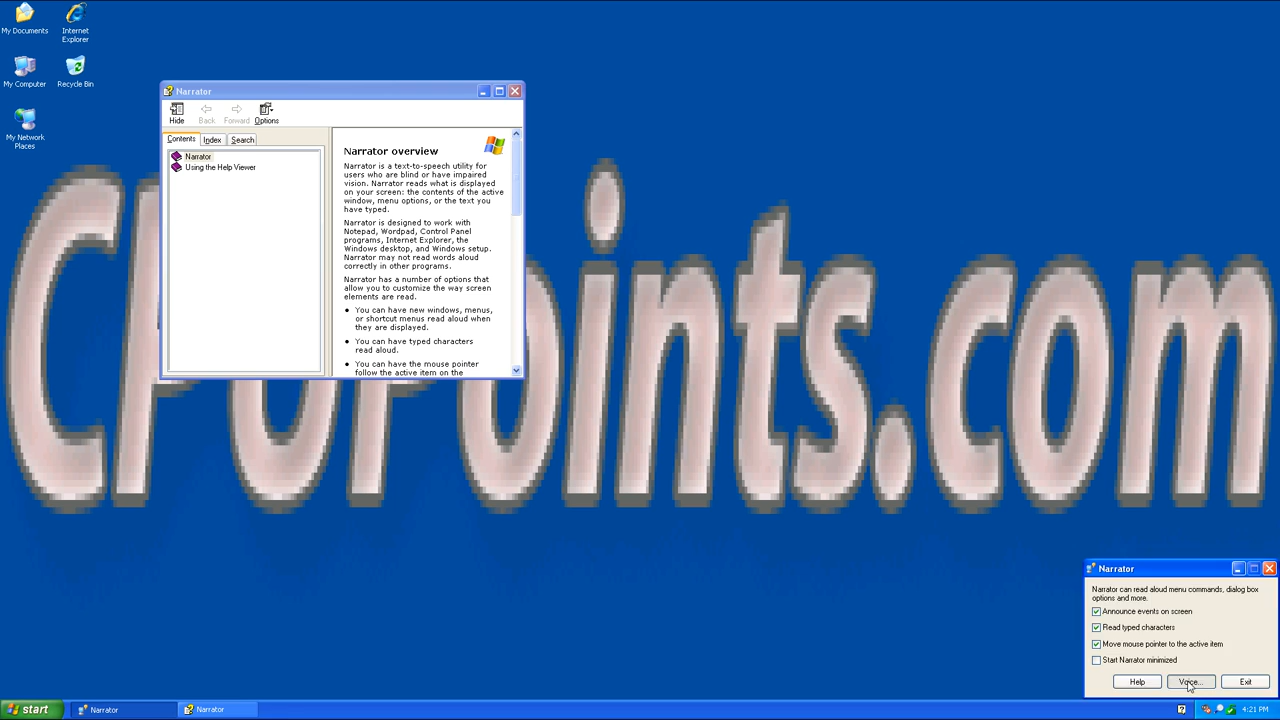 My Documents
Internet
Explorer
My Computer
Recycle Bin
My Network
Places
Narrator
Hide
Back
Forward
Options
Contents
Index
Search
Narrator
Using the Help Viewer
Narrator overview
Narrator is a text-to-speech utility for
users who are blind or have impaired
vision. Narrator reads what is displayed
on your screen: the contents of the active
window, menu options, or the text you
have typed.
Narrator is designed to work with
Notepad, Wordpad, Control Panel
programs, Internet Explorer, the
Windows desktop, and Windows setup.
Narrator may not read words aloud
correctly in other programs.
Narrator has a number of options that
allow you to customize the way screen
elements are read.
• You can have new windows, menus,
or shortcut menus read aloud when
they are displayed.
• You can have typed characters
read aloud.
• You can have the mouse pointer
follow the active item on the
Narrator
Narrator can read aloud menu commands, dialog box
options and more.
Announce events on screen
Read typed characters
Move mouse pointer to the active item
Start Narrator minimized
Help
Voice...
Exit
start
Narrator
Narrator
4:21 PM